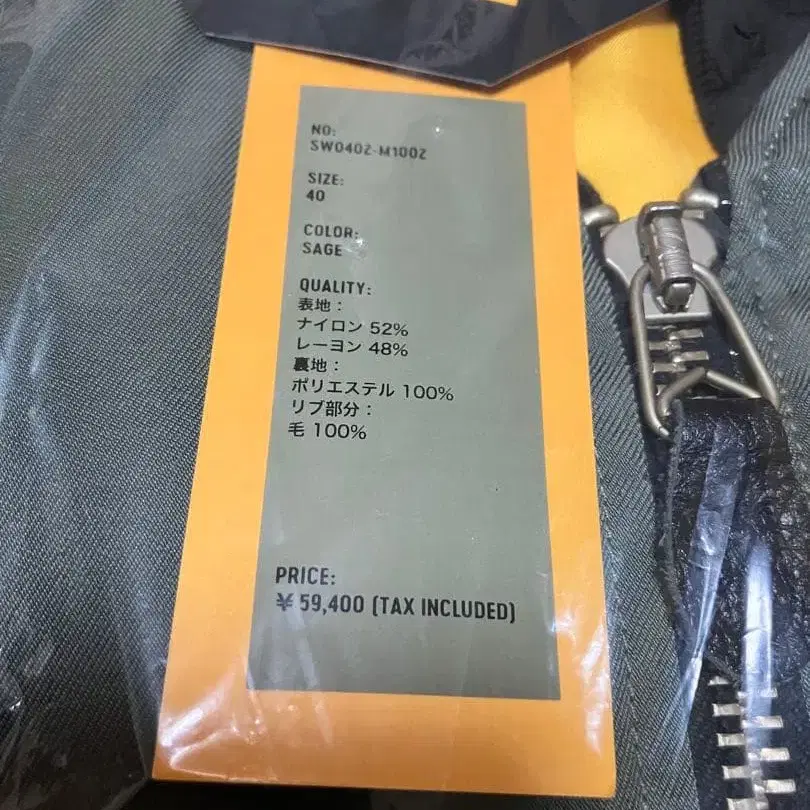 NO:
SW0402-M1002
SIZE:
40
COLOR:
SAGE
QUALITY:
表地：
ナイロン 52%
レーヨン 48%
裏地：
ポリエステル 100%
リブ部分：
毛 100%
PRICE:
¥ 59,400 (TAX INCLUDED)